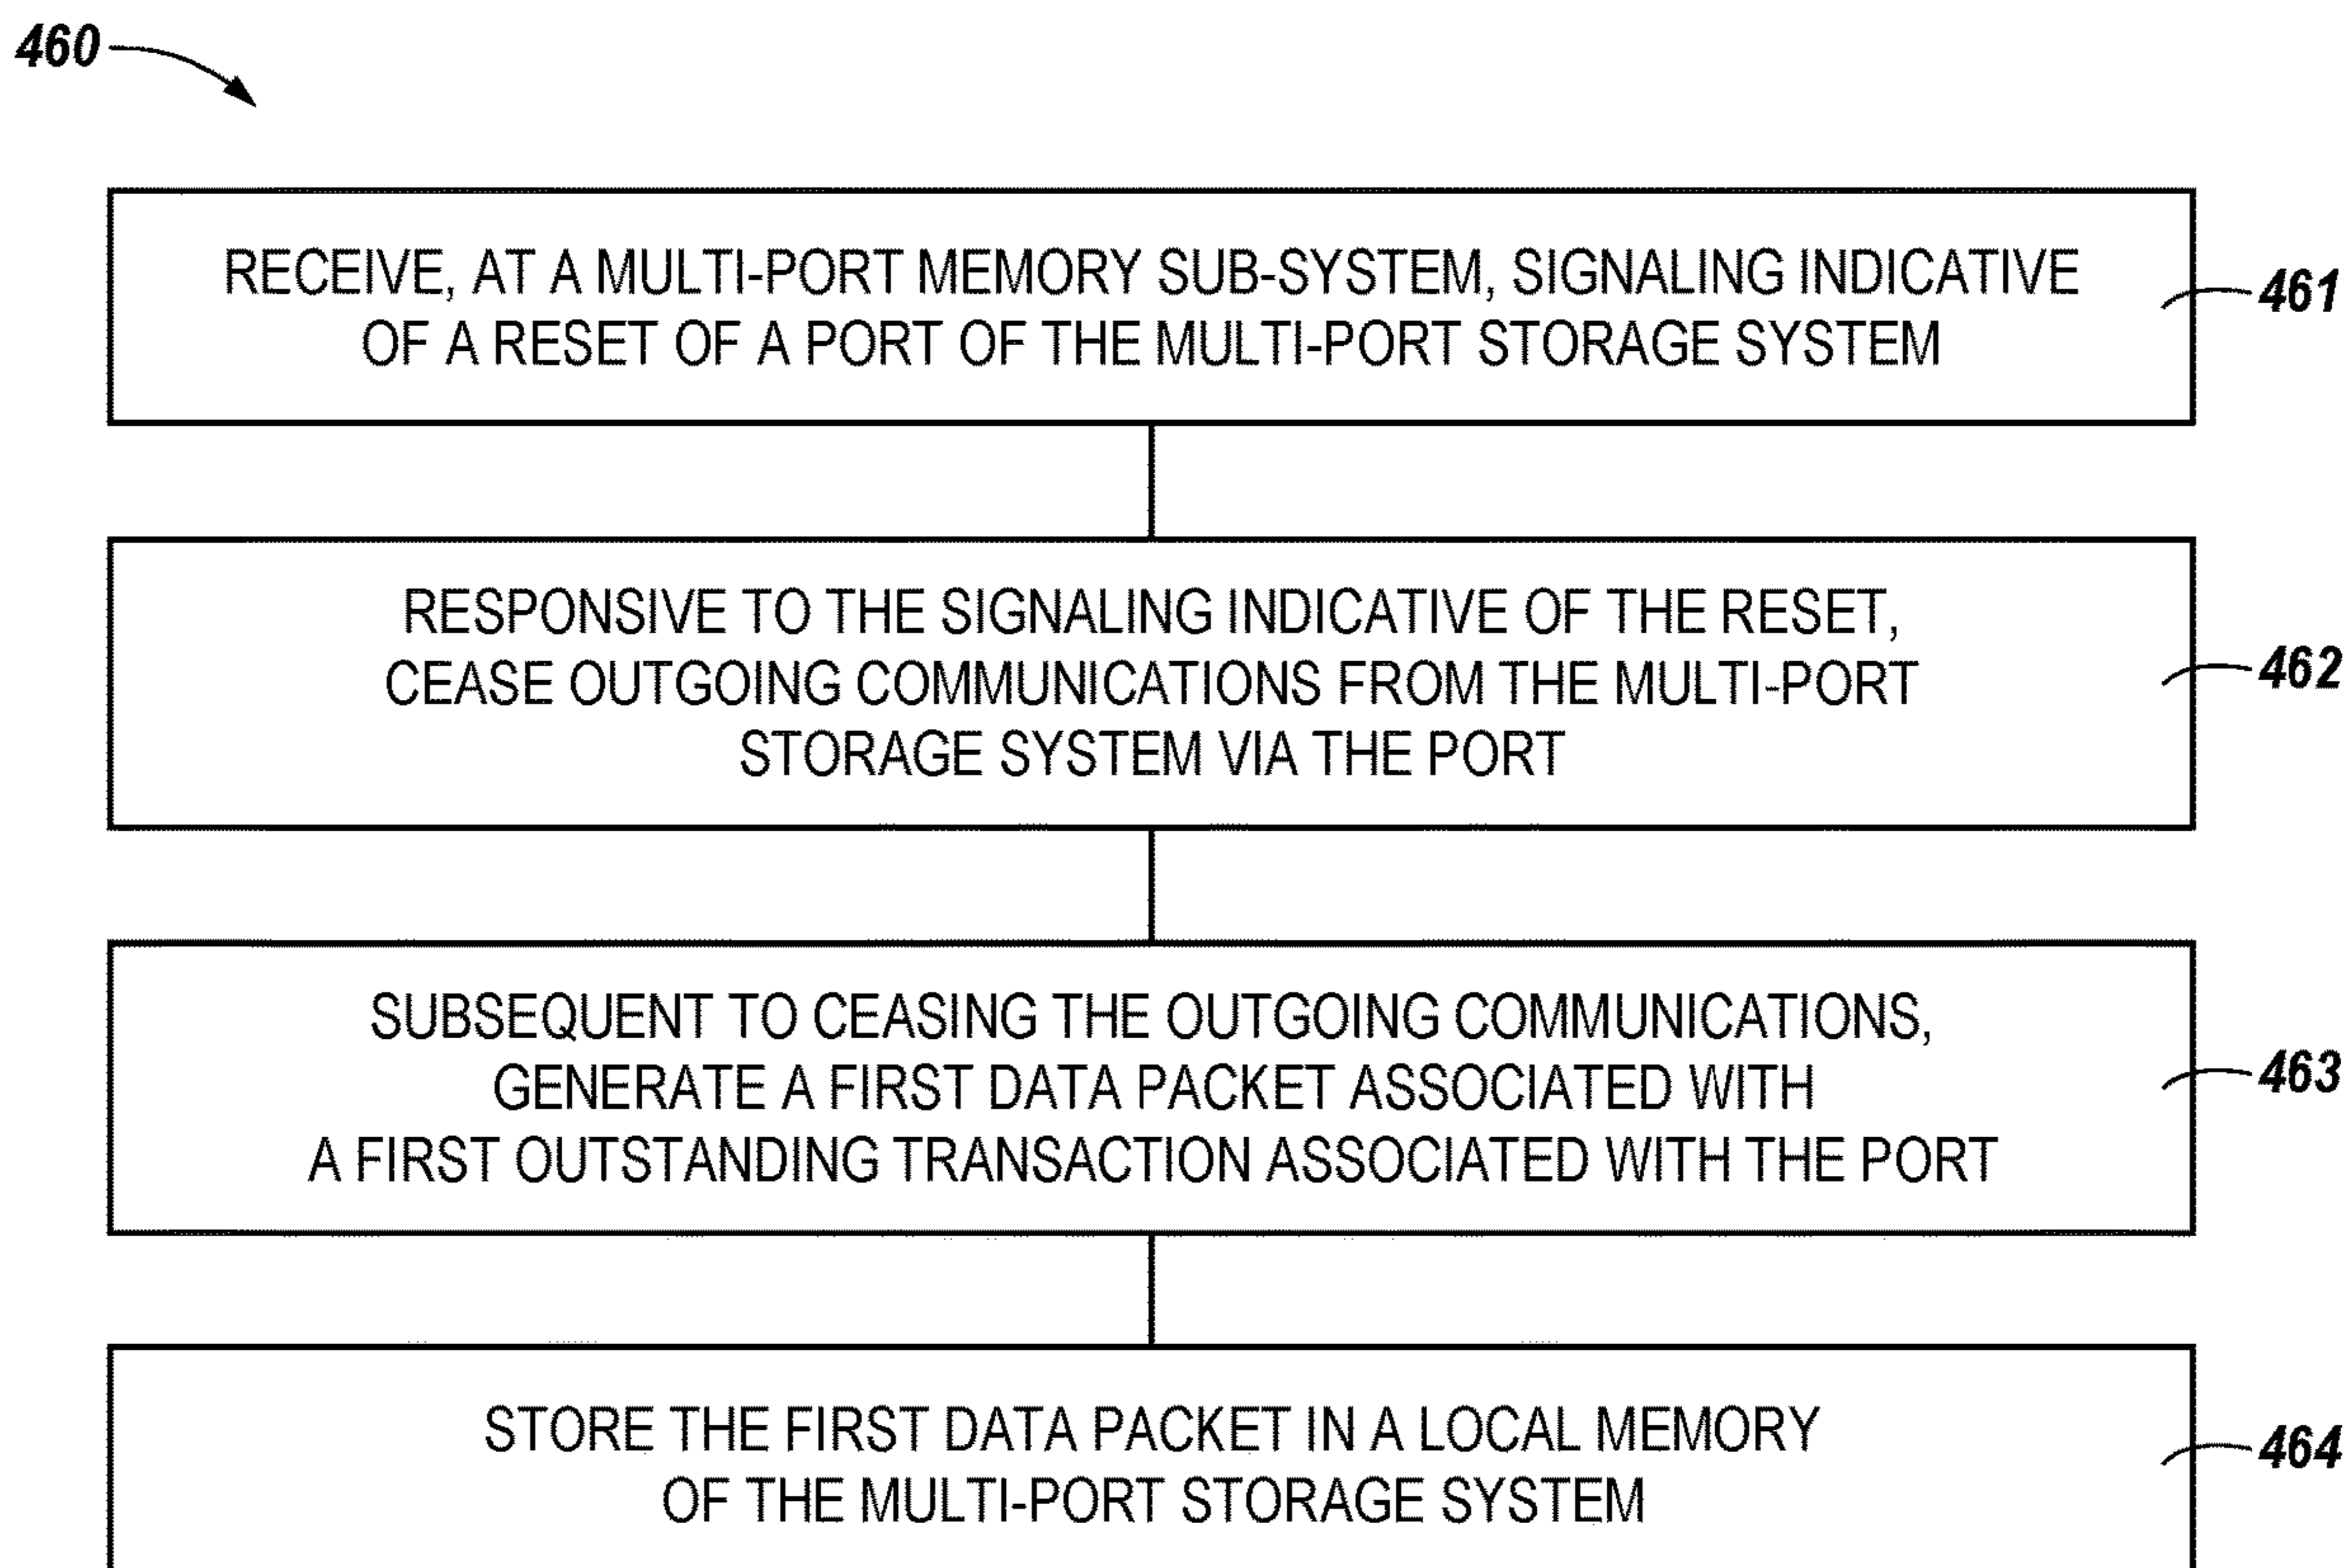 460
RECEIVE, AT A MULTI-PORT MEMORY SUB-SYSTEM, SIGNALING INDICATIVE
OF A RESET OF A PORT OF THE MULTI-PORT STORAGE SYSTEM
461
RESPONSIVE TO THE SIGNALING INDICATIVE OF THE RESET,
CEASE OUTGOING COMMUNICATIONS FROM THE MULTI-PORT
STORAGE SYSTEM VIA THE PORT
462
SUBSEQUENT TO CEASING THE OUTGOING COMMUNICATIONS,
GENERATE A FIRST DATA PACKET ASSOCIATED WITH
A FIRST OUTSTANDING TRANSACTION ASSOCIATED WITH THE PORT
463
STORE THE FIRST DATA PACKET IN A LOCAL MEMORY
OF THE MULTI-PORT STORAGE SYSTEM
464